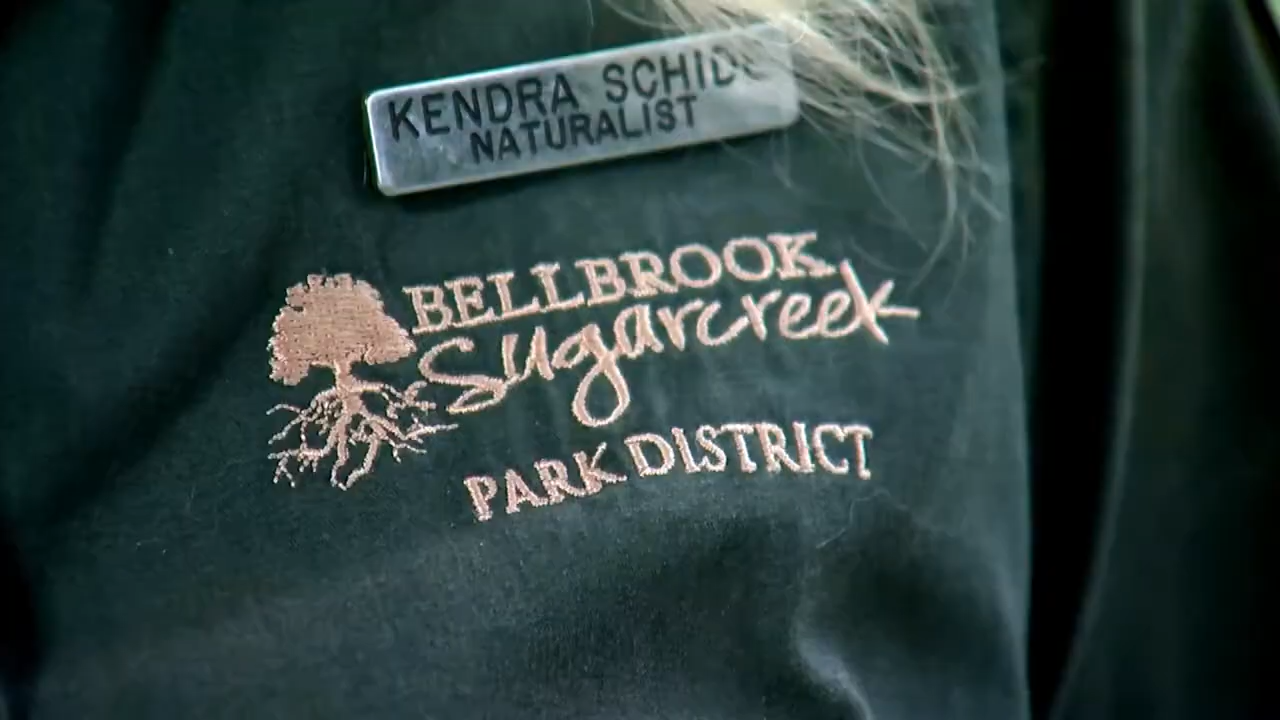 KENDRA
NATURALIST
BELLBROOK
Sugarcreek
PARK DISTRICT